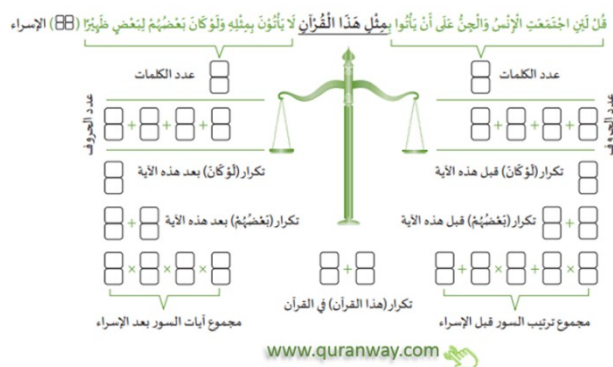 قُل لَّئِنِ اجْتَمَعَتِ الْإِنْسُ وَالْجِنُّ عَلَى أَنْ يَأْتُوا بِمِثْلِ هَذَا الْقُرْآنِ لَا يَأْتُونَ بِمِثْلِهِ وَلَوْ كَانَ بَعْضُهُمْ لِبَعْضٍ ظَهِيرًا (88) الإسراء
عدد الكلمات
عدد الكلمات
عدد الحروف
+ + +
+ + +
عدد الحروف
تكرار (لَوْ كَانَ) قبل هذه الآية
تكرار (لَوْ كَانَ) بعد هذه الآية
تكرار (بَعْضُهُمْ) قبل هذه الآية
+
تكرار (بَعْضُهُمْ) بعد هذه الآية
+
+ × + ×
+
× × ×
تكرار (هذا القرآن) في القرآن
مجموع ترتيب السور قبل الإسراء
مجموع آيات السور بعد الإسراء
www.quranway.com